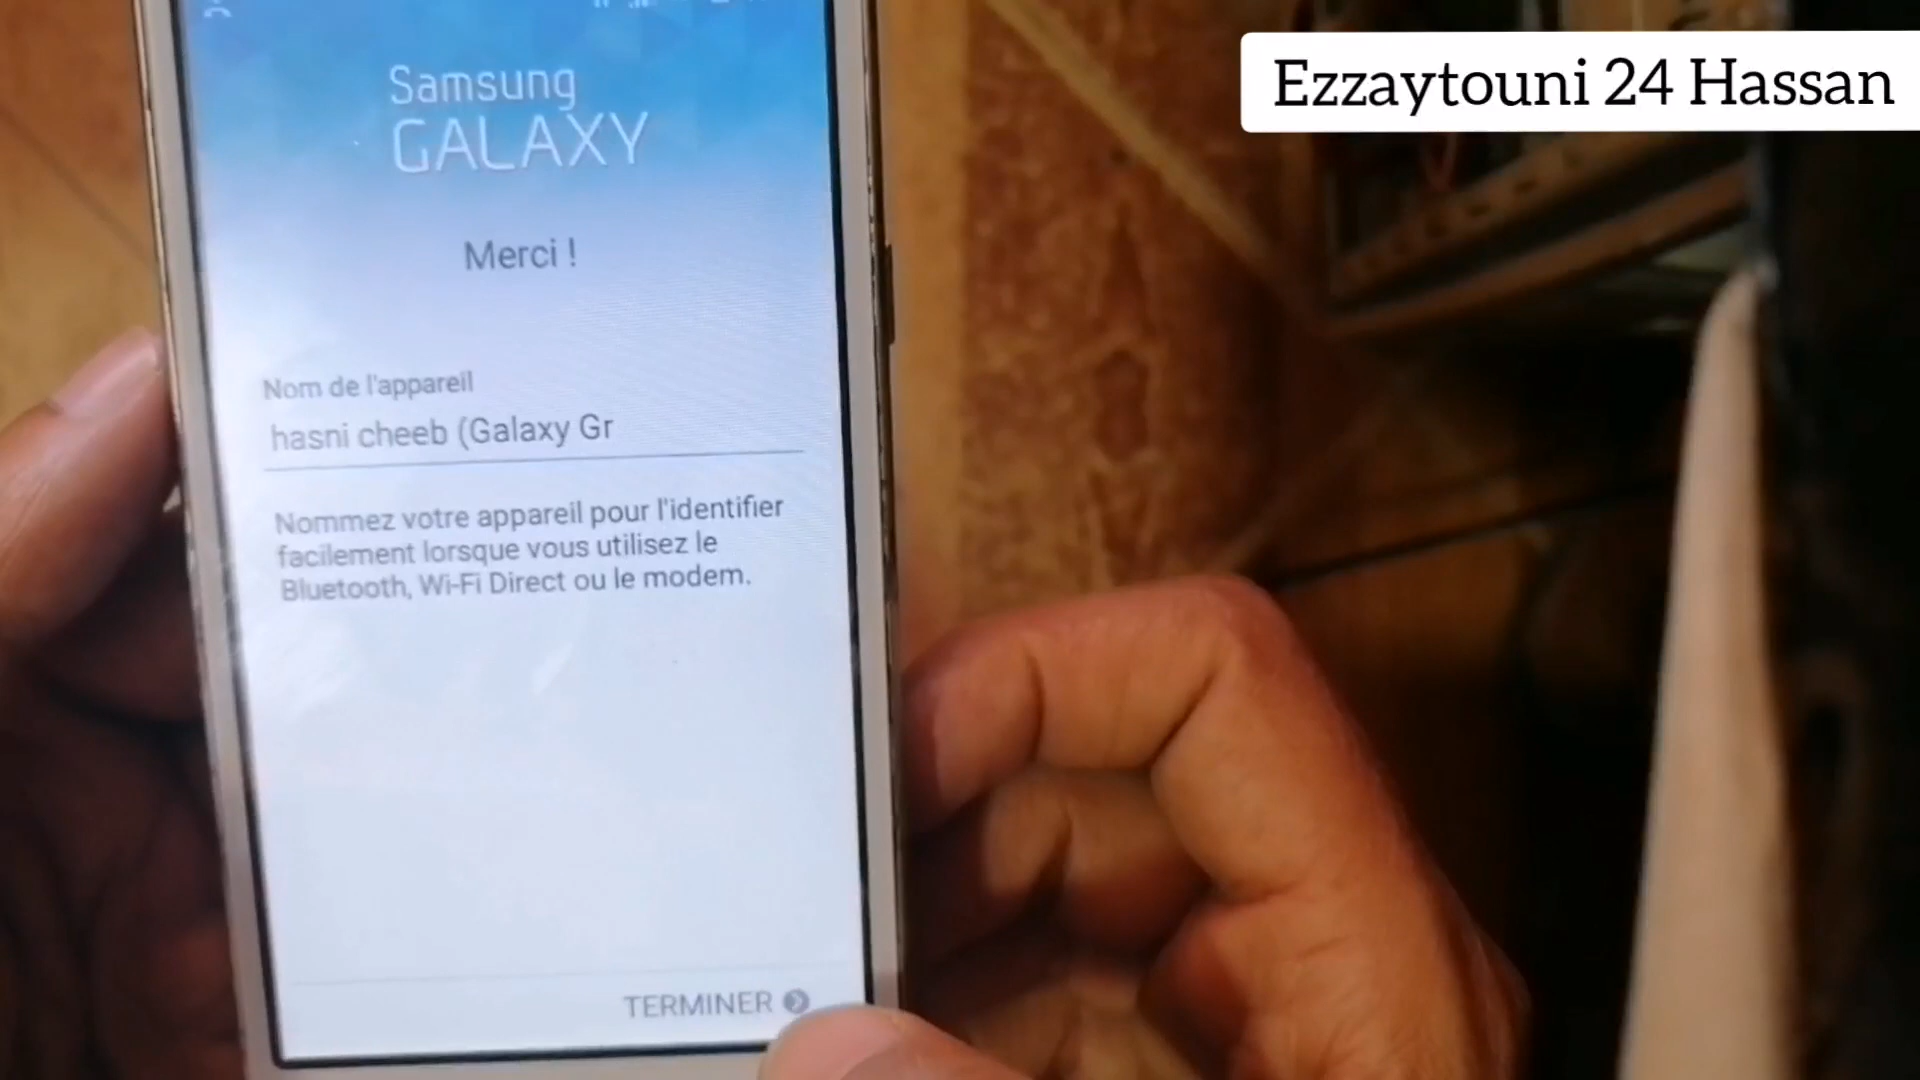 Ezzaytouni 24 Hassan
Samsung
GALAXY
Merci !
Nom de l'appareil
hasni cheeb (Galaxy Gr
Nommez votre appareil pour l'identifier
facilement lorsque vous utilisez le
Bluetooth, Wi-Fi Direct ou le modem.
TERMINER